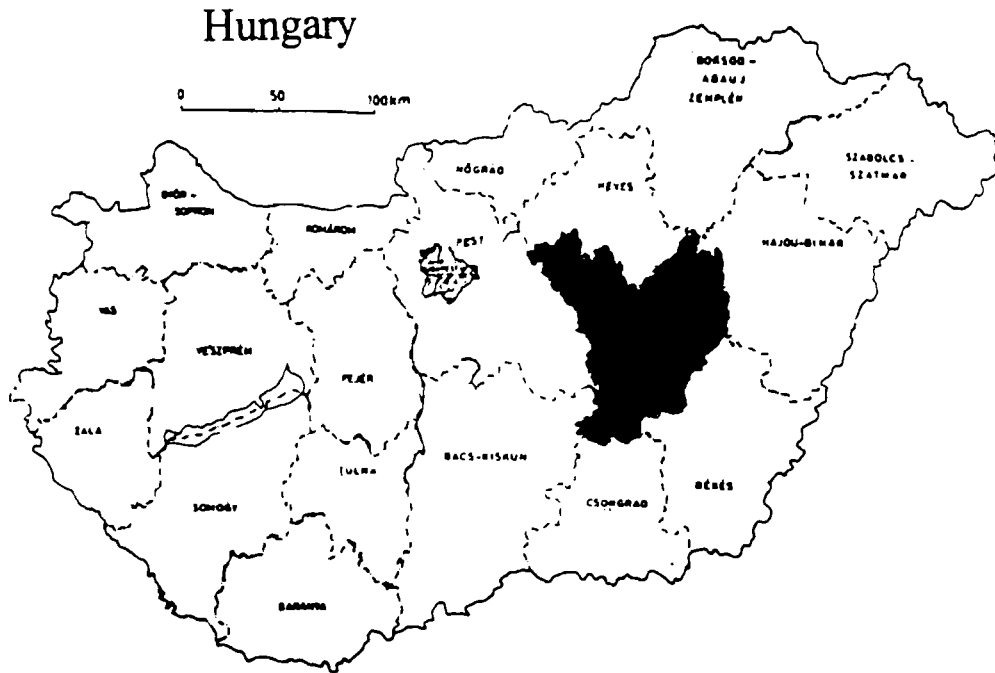 Hungary
0 50 100km
BORSOD -
ABAUJ
ZEMPLÉN
NÓGRÁD
HEVES
SZABOLCS -
SZATMÁR
GYŐR -
SOPRON
KOMÁROM
PEST
HAJDU-BIHAR
VAS
VESZPRÉM
FEJÉR
ZALA
BÁCS-KISKUN
BÉKÉS
SOMOGY
CSONGRÁD
BARANYA